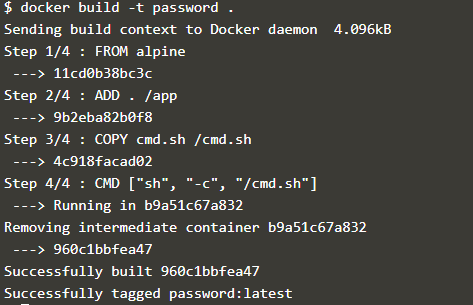 $ docker build -t password .
Sending build context to Docker daemon  4.096kB
Step 1/4 : FROM alpine
 ---> 11cd0b38bc3c
Step 2/4 : ADD . /app
 ---> 9b2eba82b0f8
Step 3/4 : COPY cmd.sh /cmd.sh
 ---> 4c918facad02
Step 4/4 : CMD ["sh", "-c", "/cmd.sh"]
 ---> Running in b9a51c67a832
Removing intermediate container b9a51c67a832
 ---> 960c1bbfea47
Successfully built 960c1bbfea47
Successfully tagged password:latest